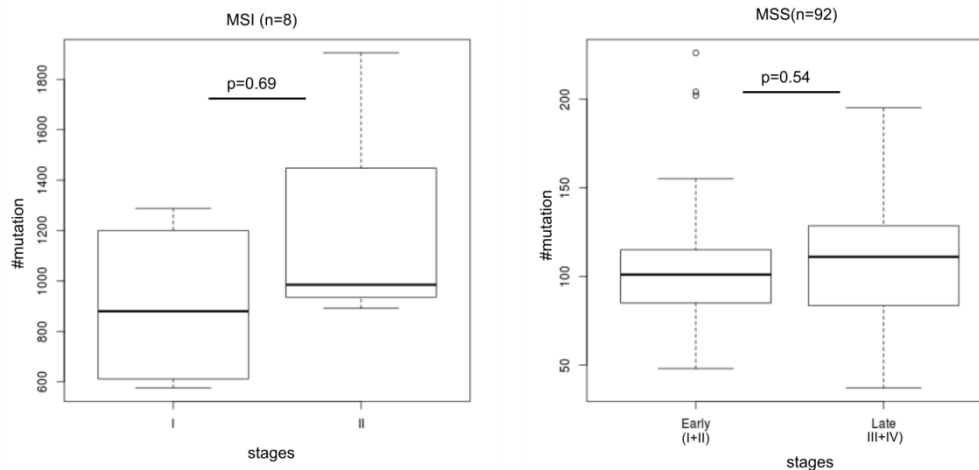 MSI (n=8)
p=0.69
#mutation
1800
1600
1400
1200
1000
800
600
I
II
stages
MSS(n=92)
p=0.54
#mutation
200
150
100
50
Early
(I+II)
Late
III+IV)
stages